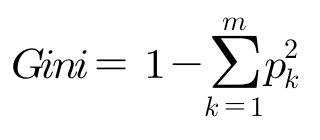 Gini = 1 − ∑_{k=1}^{m} p_k^2